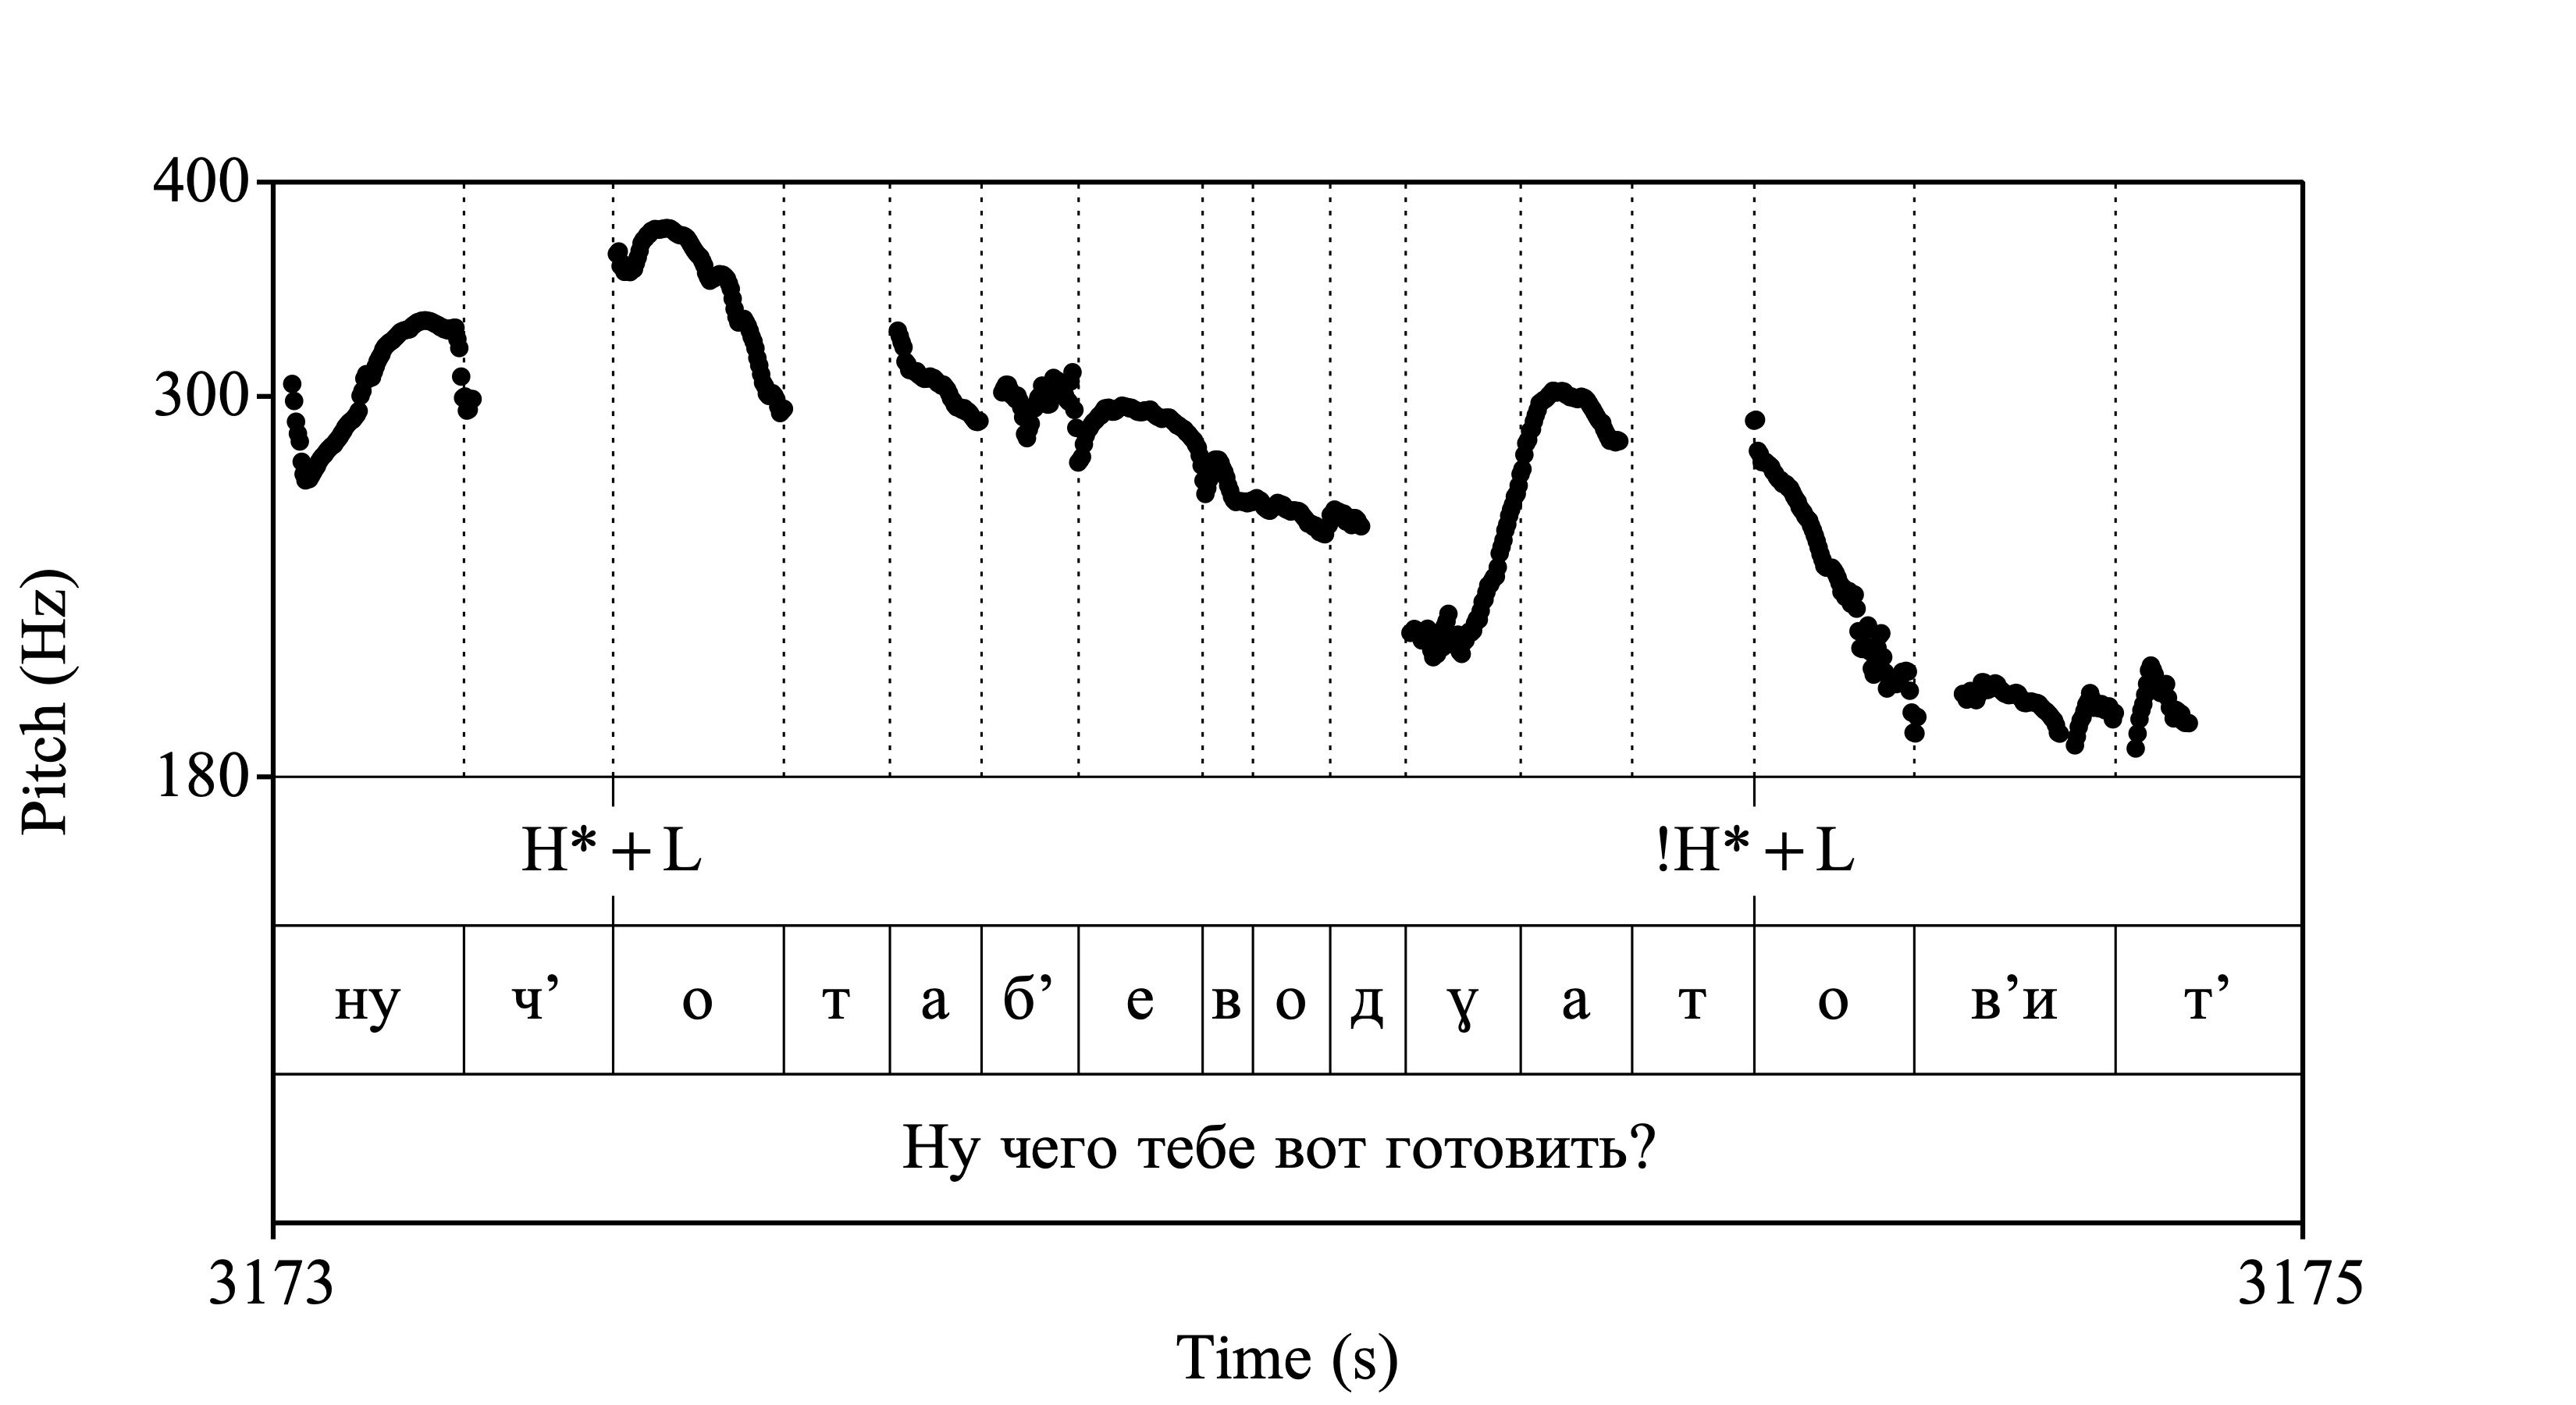 400
300
180
Pitch (Hz)
H* + L !H* + L
ну ч’ о т а б’ е в о д ɣ а т о в’и т’
Ну чего тебе вот готовить?
3173 3175
Time (s)